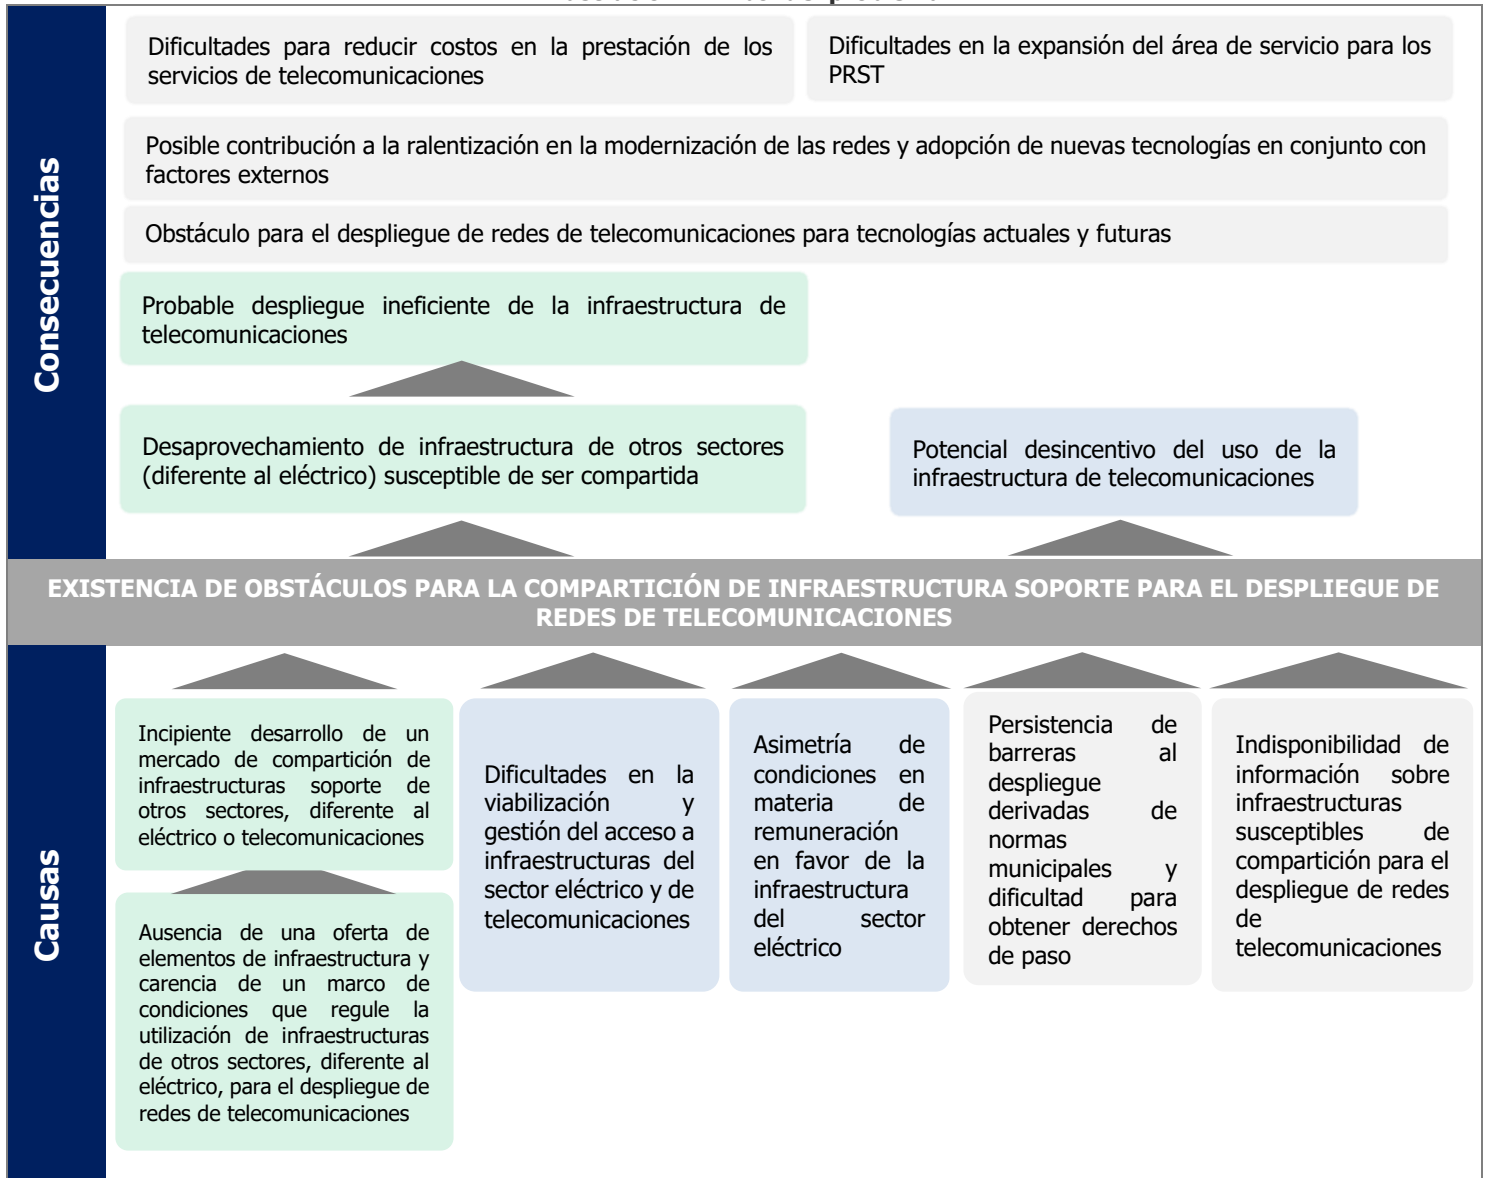 Dificultades para reducir costos en la prestación de los
servicios de telecomunicaciones
Dificultades en la expansión del área de servicio para los
PRST
Posible contribución a la ralentización en la modernización de las redes y adopción de nuevas tecnologías en conjunto con
factores externos
Obstáculo para el despliegue de redes de telecomunicaciones para tecnologías actuales y futuras
Probable despliegue ineficiente de la infraestructura de
telecomunicaciones
Consecuencias
Desaprovechamiento de infraestructura de otros sectores
(diferente al eléctrico) susceptible de ser compartida
Potencial desincentivo del uso de la
infraestructura de telecomunicaciones
EXISTENCIA DE OBSTÁCULOS PARA LA COMPARTICIÓN DE INFRAESTRUCTURA SOPORTE PARA EL DESPLIEGUE DE
REDES DE TELECOMUNICACIONES
Causas
Incipiente desarrollo de un
mercado de compartición de
infraestructuras soporte de
otros sectores, diferente al
eléctrico o telecomunicaciones
Ausencia de una oferta de
elementos de infraestructura y
carencia de un marco de
condiciones que regule la
utilización de infraestructuras
de otros sectores, diferente al
eléctrico, para el despliegue de
redes de telecomunicaciones
Dificultades en la
viabilización y
gestión del acceso a
infraestructuras del
sector eléctrico y de
telecomunicaciones
Asimetría de
condiciones en
materia de
remuneración
en favor de la
infraestructura
del sector
eléctrico
Persistencia de
barreras al
despliegue
derivadas de
normas
municipales y
dificultad para
obtener derechos
de paso
Indisponibilidad de
información sobre
infraestructuras
susceptibles de
compartición para el
despliegue de redes
de
telecomunicaciones